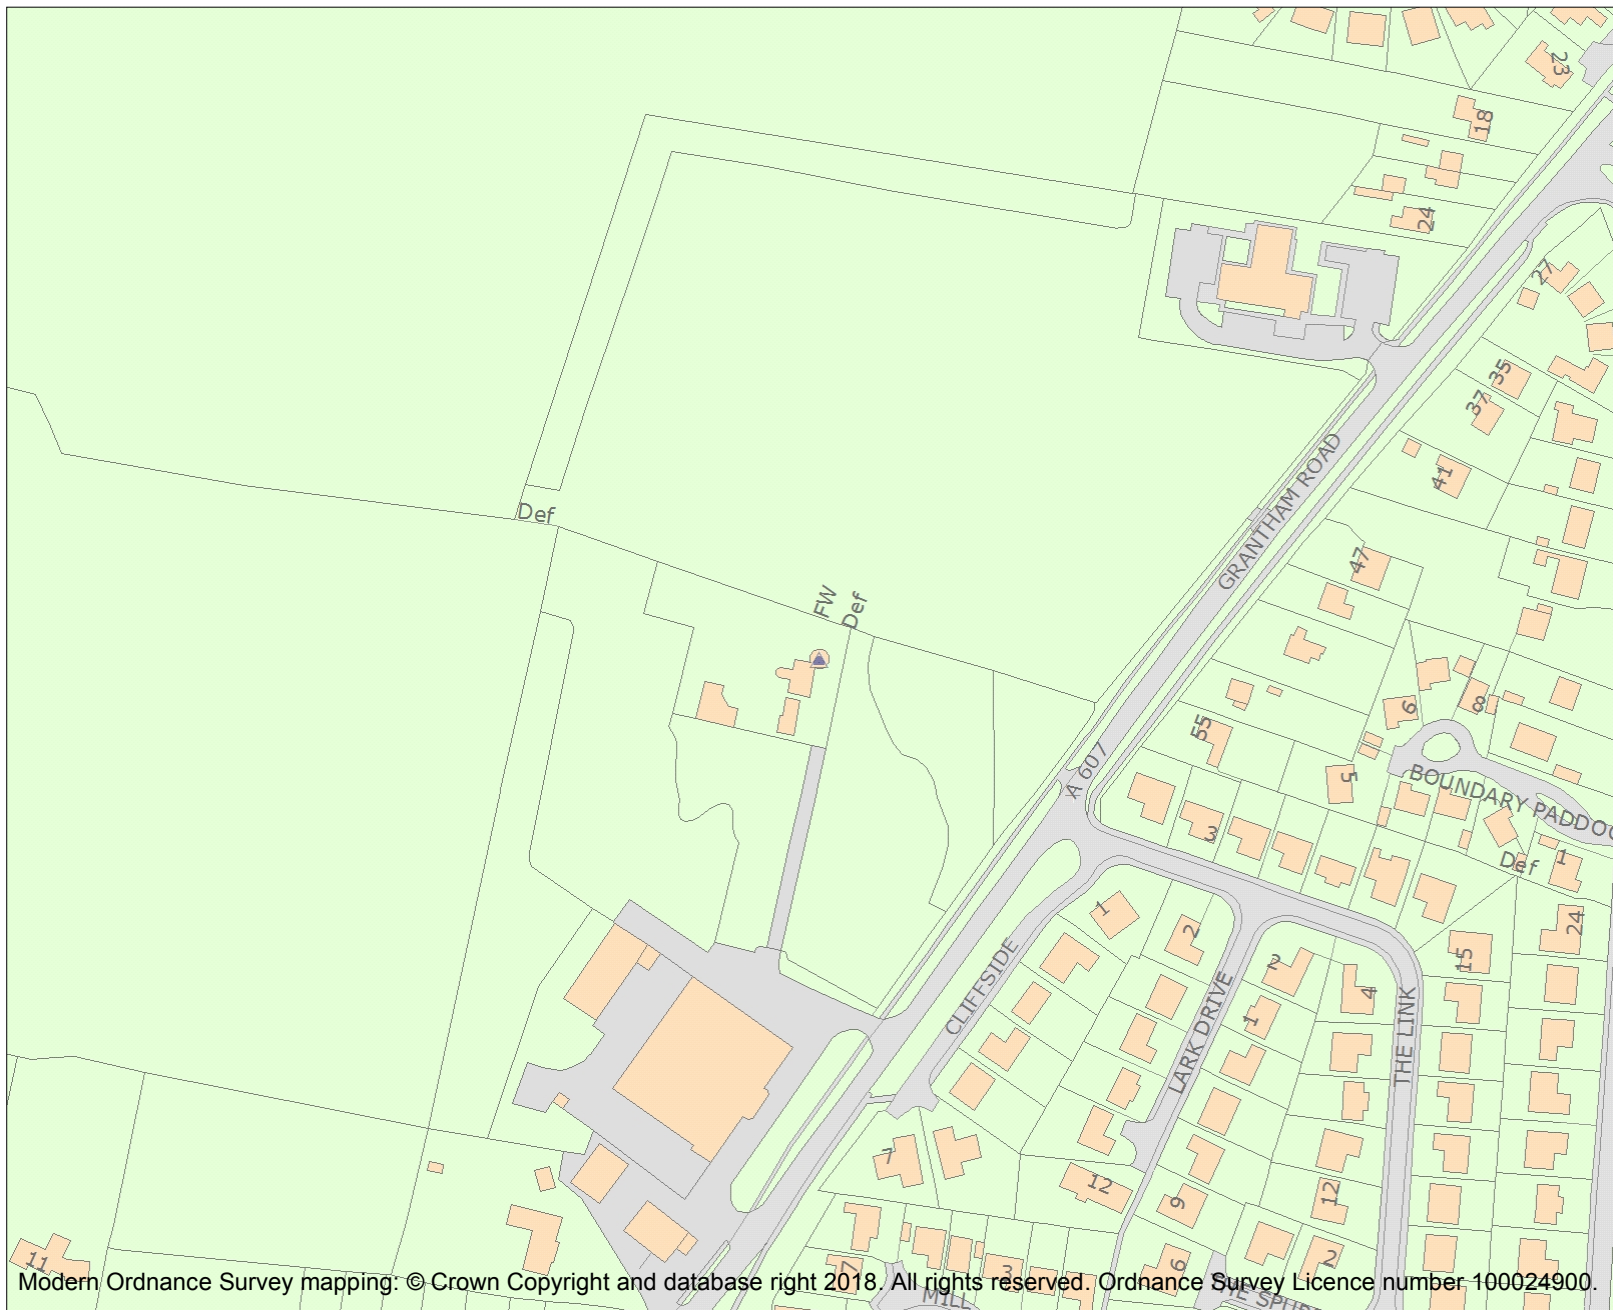 23
18
24
27
35
37
41
GRANTHAM ROAD
Def
47
FW
Def
55
6
8
A 607
5
BOUNDARY PADDOC
3
1
Def
1
2
24
15
CLIFFSIDE
2
4
LARK DRIVE
1
THE LINK
7
12
9
12
11
6
2
7
3
MILL
THE SPUR
Modern Ordnance Survey mapping: © Crown Copyright and database right 2018. All rights reserved. Ordnance Survey Licence number 100024900.